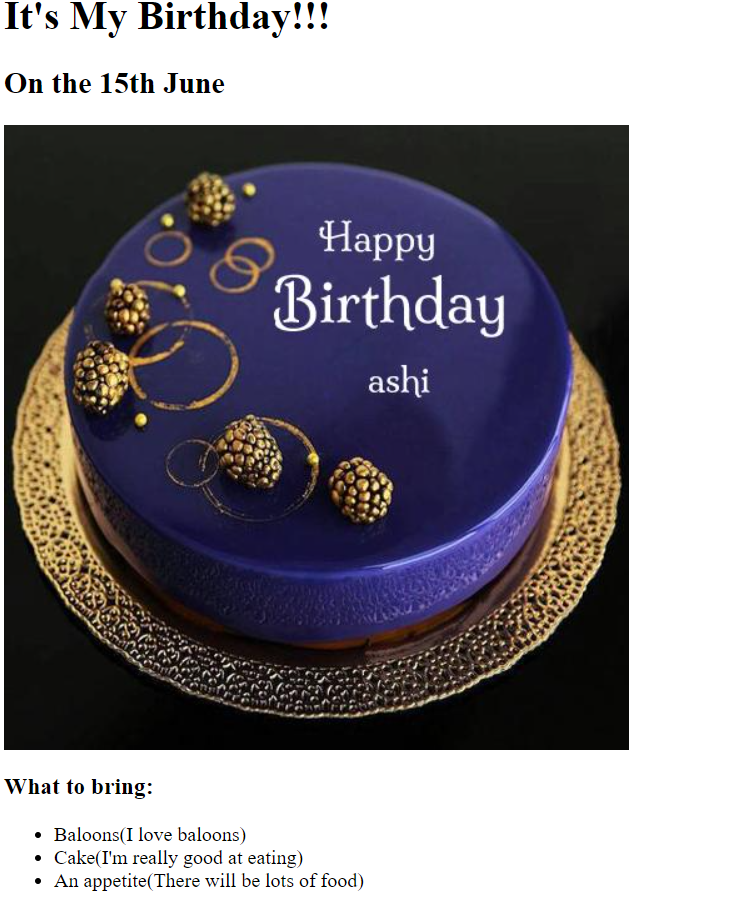 It's My Birthday!!!
On the 15th June
Happy
Birthday
ashi
What to bring:
Baloons(I love baloons)
Cake(I'm really good at eating)
An appetite(There will be lots of food)